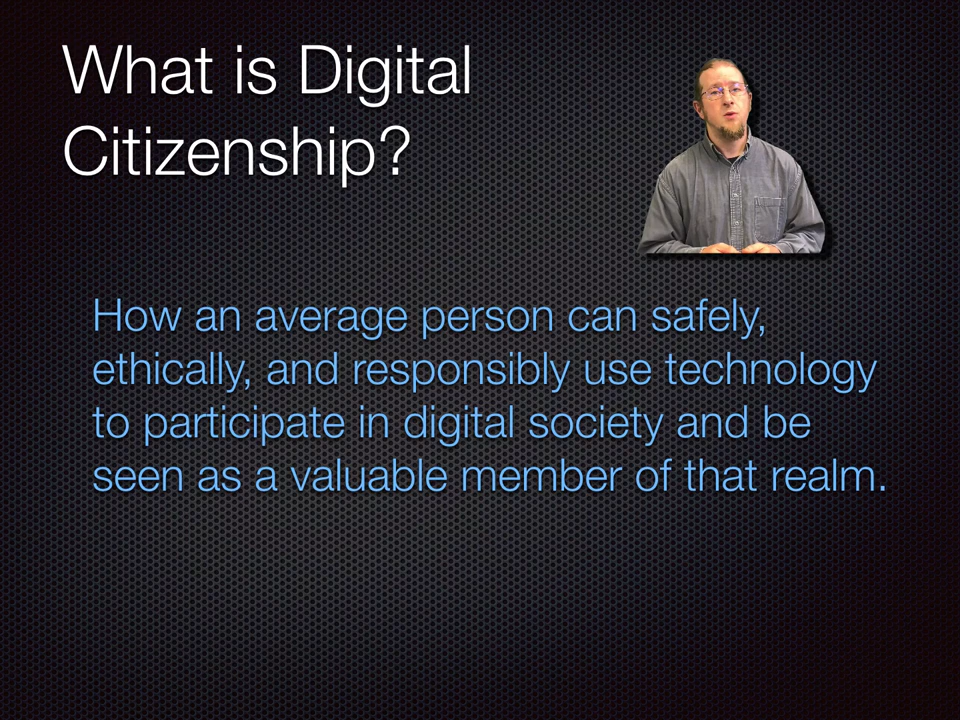 What is Digital
Citizenship?
How an average person can safely,
ethically, and responsibly use technology
to participate in digital society and be
seen as a valuable member of that realm.